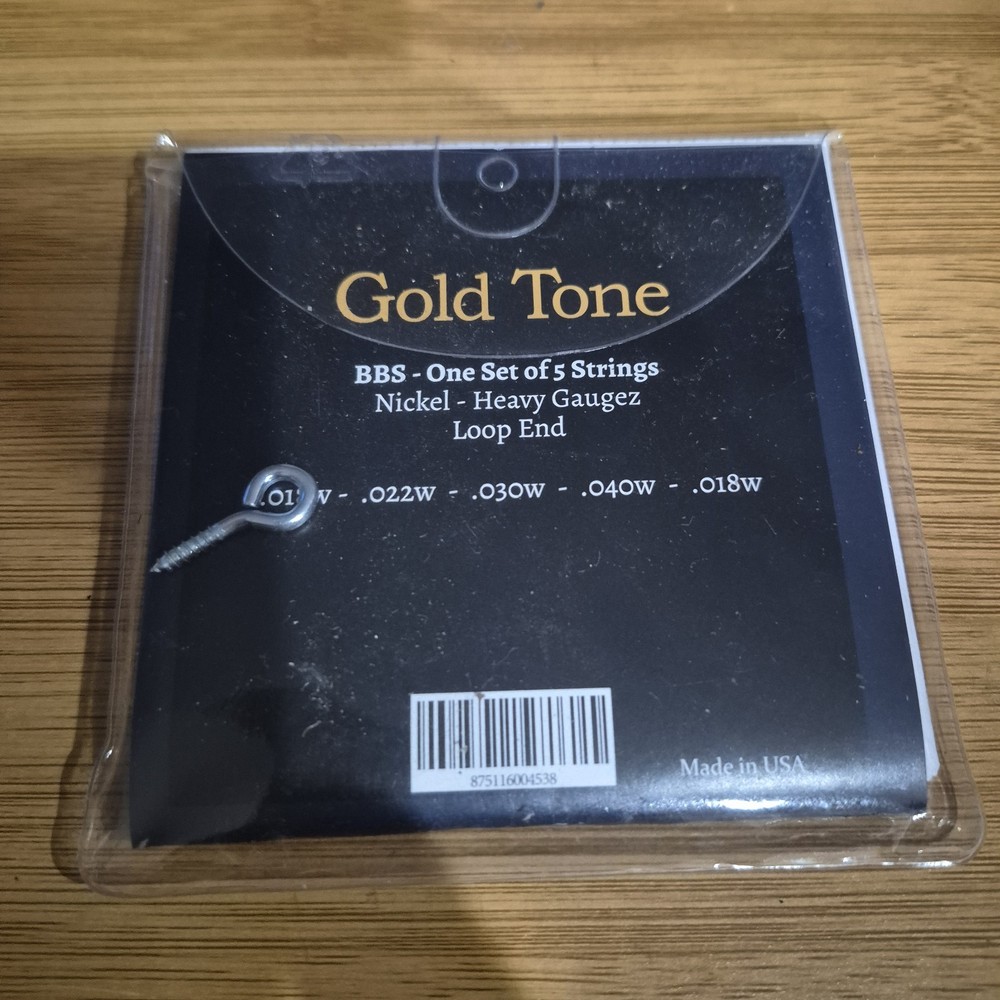 Gold Tone
BBS - One Set of 5 Strings
Nickel - Heavy Gaugez
Loop End
- .022w - .030w - .040w - .018w
875116004538
Made in USA